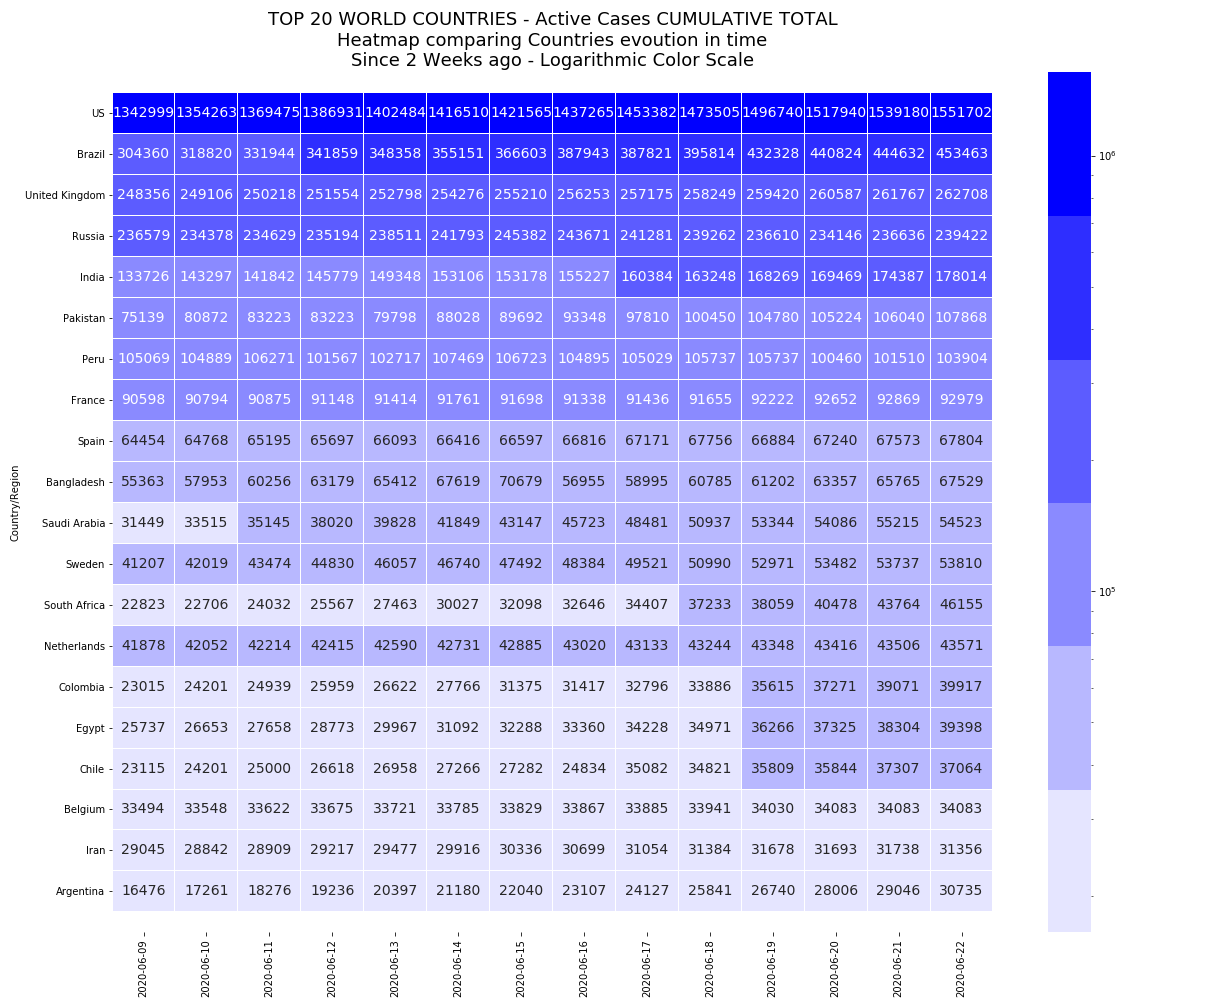 TOP 20 WORLD COUNTRIES - Active Cases CUMULATIVE TOTAL
Heatmap comparing Countries evoution in time
Since 2 Weeks ago - Logarithmic Color Scale
Country/Region
US 1342999 1354263 1369475 1386931 1402484 1416510 1421565 1437265 1453382 1473505 1496740 1517940 1539180 1551702
Brazil 304360 318820 331944 341859 348358 355151 366603 387943 387821 395814 432328 440824 444632 453463
United Kingdom 248356 249106 250218 251554 252798 254276 255210 256253 257175 258249 259420 260587 261767 262708
Russia 236579 234378 234629 235194 238511 241793 245382 243671 241281 239262 236610 234146 236636 239422
India 133726 143297 141842 145779 149348 153106 153178 155227 160384 163248 168269 169469 174387 178014
Pakistan 75139 80872 83223 83223 79798 88028 89692 93348 97810 100450 104780 105224 106040 107868
Peru 105069 104889 106271 101567 102717 107469 106723 104895 105029 105737 105737 100460 101510 103904
France 90598 90794 90875 91148 91414 91761 91698 91338 91436 91655 92222 92652 92869 92979
Spain 64454 64768 65195 65697 66093 66416 66597 66816 67171 67756 66884 67240 67573 67804
Bangladesh 55363 57953 60256 63179 65412 67619 70679 56955 58995 60785 61202 63357 65765 67529
Saudi Arabia 31449 33515 35145 38020 39828 41849 43147 45723 48481 50937 53344 54086 55215 54523
Sweden 41207 42019 43474 44830 46057 46740 47492 48384 49521 50990 52971 53482 53737 53810
South Africa 22823 22706 24032 25567 27463 30027 32098 32646 34407 37233 38059 40478 43764 46155
Netherlands 41878 42052 42214 42415 42590 42731 42885 43020 43133 43244 43348 43416 43506 43571
Colombia 23015 24201 24939 25959 26622 27766 31375 31417 32796 33886 35615 37271 39071 39917
Egypt 25737 26653 27658 28773 29967 31092 32288 33360 34228 34971 36266 37325 38304 39398
Chile 23115 24201 25000 26618 26958 27266 27282 24834 35082 34821 35809 35844 37307 37064
Belgium 33494 33548 33622 33675 33721 33785 33829 33867 33885 33941 34030 34083 34083 34083
Iran 29045 28842 28909 29217 29477 29916 30336 30699 31054 31384 31678 31693 31738 31356
Argentina 16476 17261 18276 19236 20397 21180 22040 23107 24127 25841 26740 28006 29046 30735
2020-06-09 2020-06-10 2020-06-11 2020-06-12 2020-06-13 2020-06-14 2020-06-15 2020-06-16 2020-06-17 2020-06-18 2020-06-19 2020-06-20 2020-06-21 2020-06-22
10⁶
10⁵